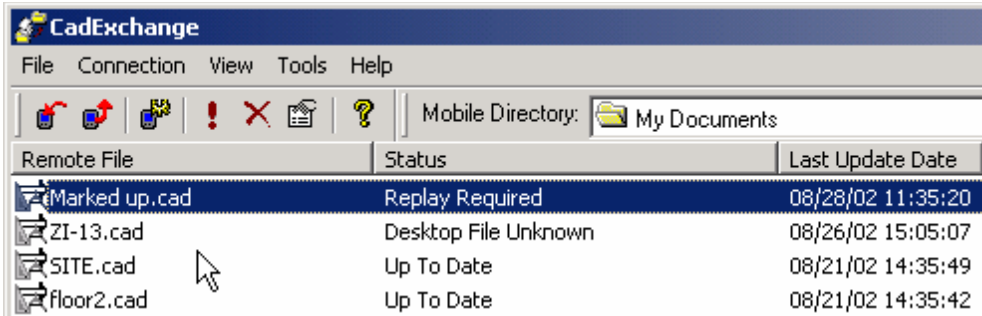 CadExchange
File Connection View Tools Help
Mobile Directory: My Documents
Remote File Status Last Update Date
Marked up.cad Replay Required 08/28/02 11:35:20
ZI-13.cad Desktop File Unknown 08/26/02 15:05:07
SITE.cad Up To Date 08/21/02 14:35:49
floor2.cad Up To Date 08/21/02 14:35:42